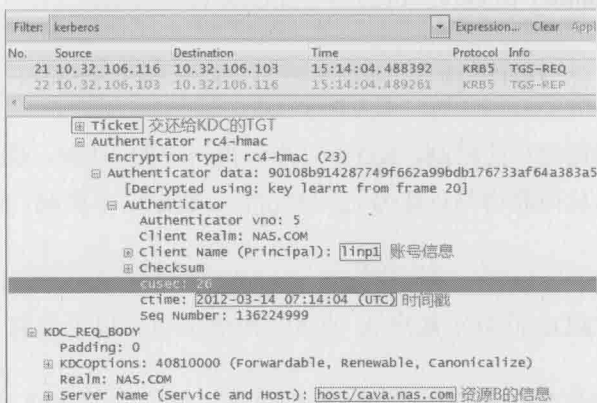 Filter: kerberos Expression... Clear Appl
No. Source Destination Time Protocol Info
21 10.32.106.116 10.32.106.103 15:14:04.488392 KRB5 TGS-REQ
22 10.32.106.103 10.32.106.116 15:14:04.489261 KRB5 TGS-REP
Ticket 交还给KDC的TGT
Authenticator rc4-hmac
Encryption type: rc4-hmac (23)
Authenticator data: 90108b914287749f662a99bdb176733af64a383a5
[Decrypted using: key learnt from frame 20]
Authenticator
Authenticator vno: 5
Client Realm: NAS.COM
Client Name (Principal): linp1 账号信息
Checksum
cusec: 26
ctime: 2012-03-14 07:14:04 (UTC) 时间戳
Seq Number: 136224999
KDC_REQ_BODY
Padding: 0
KDCOptions: 40810000 (Forwardable, Renewable, Canonicalize)
Realm: NAS.COM
Server Name (Service and Host): host/cava.nas.com 资源B的信息